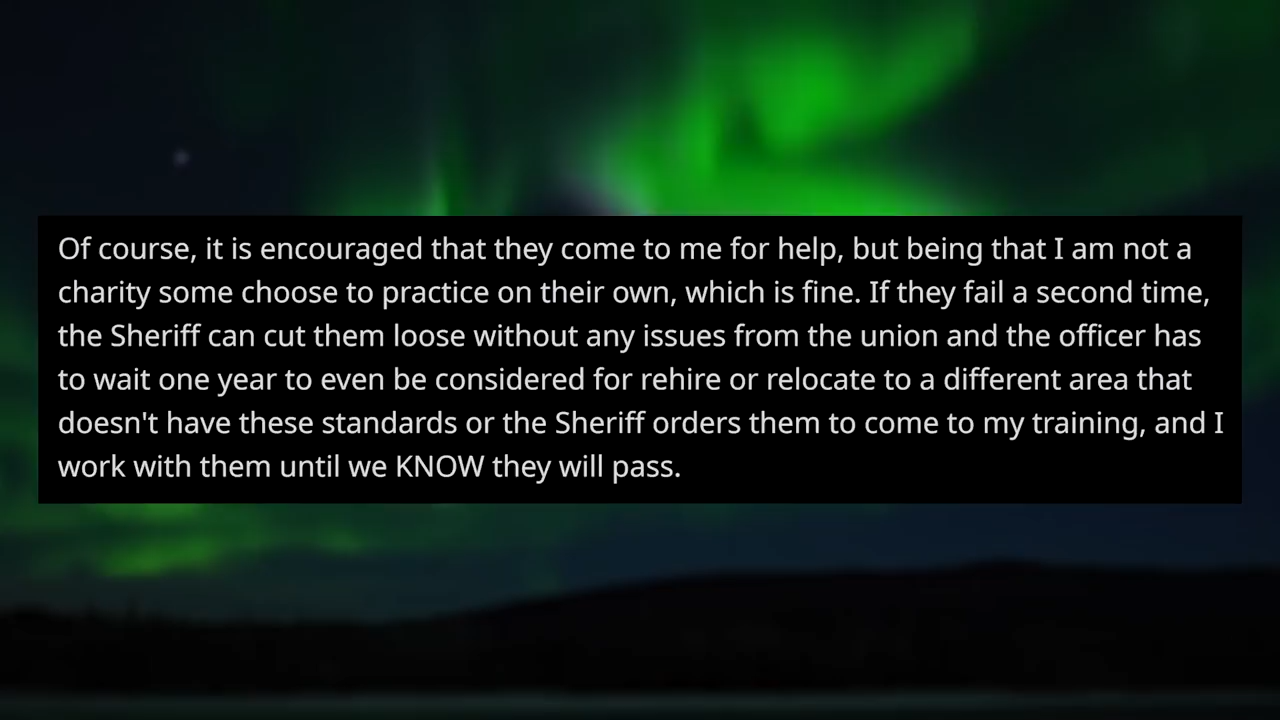 Of course, it is encouraged that they come to me for help, but being that I am not a
charity some choose to practice on their own, which is fine. If they fail a second time,
the Sheriff can cut them loose without any issues from the union and the officer has
to wait one year to even be considered for rehire or relocate to a different area that
doesn't have these standards or the Sheriff orders them to come to my training, and I
work with them until we KNOW they will pass.